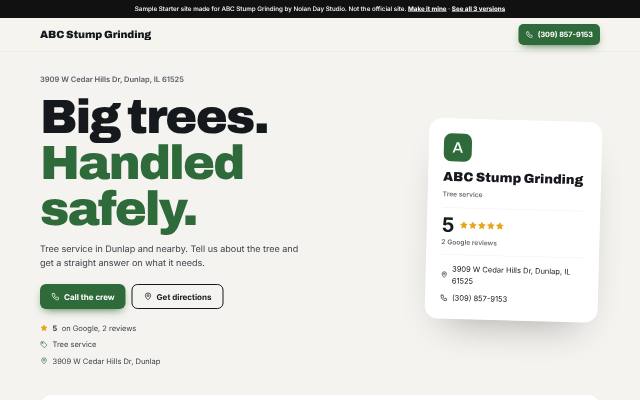 Sample Starter site made for ABC Stump Grinding by Nolan Day Studio. Not the official site. Make it mine · See all 3 versions
ABC Stump Grinding
(309) 857-9153
3909 W Cedar Hills Dr, Dunlap, IL 61525
Big trees.
Handled
safely.
Tree service in Dunlap and nearby. Tell us about the tree and
get a straight answer on what it needs.
Call the crew
Get directions
5 on Google, 2 reviews
Tree service
3909 W Cedar Hills Dr, Dunlap
A
ABC Stump Grinding
Tree service
5
2 Google reviews
3909 W Cedar Hills Dr, Dunlap, IL
61525
(309) 857-9153